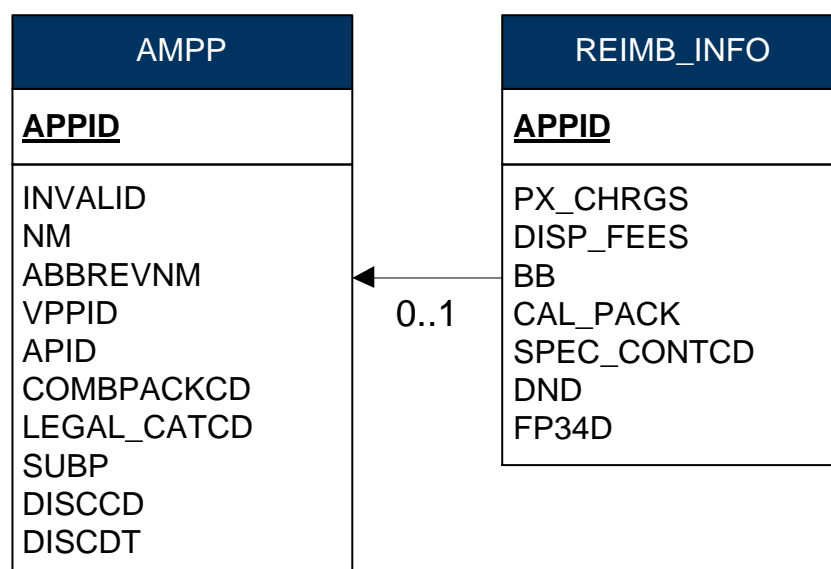 AMPP
APPID
INVALID
NM
ABBREVNM
VPPID
APID
COMBPACKCD
LEGAL_CATCD
SUBP
DISCCD
DISCDT
0..1
REIMB_INFO
APPID
PX_CHRGS
DISP_FEES
BB
CAL_PACK
SPEC_CONTCD
DND
FP34D